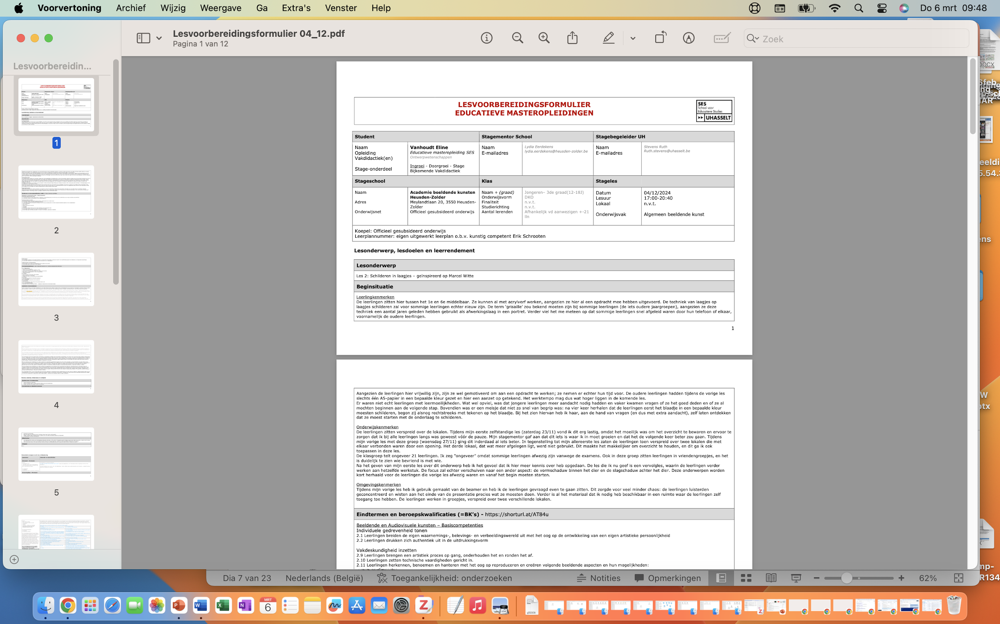 Voorvertoning Archief Wijzig Weergave Ga Extra's Venster Help Do 6 mrt 09:48
Lesvoorbereidingsformulier 04_12.pdf
Pagina 1 van 12
Zoek
Lesvoorbereidin...
1
2
3
4
5
LESVOORBEREIDINGSFORMULIER
EDUCATIEVE MASTEROPLEIDINGEN
SES
School voor
Educatieve Studies
UHASSELT
Student Stagementor School Stagebegeleider UH
Naam Vanhoudt Eline Naam Lydia Eerdekens Naam Stevens Ruth
Opleiding Educatieve masteropleiding SES E-mailadres lydia.eerdekens@heusden-zolder.be E-mailadres Ruth.stevens@uhasselt.be
Vakdidactiek(en) Ontwerpwetenschappen
Stage-onderdeel Ingroei - Doorgroei - Stage
Bijkomende Vakdidactiek
Stageschool Klas Stageles
Naam Academie beeldende kunsten Naam + (graad) Jongeren– 3de graad(12-18J) Datum 04/12/2024
Heusden-Zolder Onderwijsvorm DKO Lesuur 17:00-20:40
Adres Meylandtlaan 20, 3550 Heusden- Finaliteit n.v.t. Lokaal n.v.t.
Zolder Studierichting n.v.t.
Onderwijsnet Officieel gesubsideerd onderwijs Aantal lerenden Afhankelijk vd aanwezigen +-21 Onderwijsvak Algemeen beeldende kunst
lln
Koepel: Officieel gesubsideerd onderwijs
Leerplannummer: eigen uitgewerkt leerplan o.b.v. kunstig competent Erik Schrooten
Lesonderwerp, lesdoelen en leerrendement
Lesonderwerp
Les 2: Schilderen in laagjes – geïnspireerd op Marcel Witte
Beginsituatie
Leerlingkenmerken
De leerlingen zitten hier tussen het 1e en 6e middelbaar. Ze kunnen al met acrylverf werken, aangezien ze hier al een opdracht mee hebben uitgevoerd. De techniek van laagjes op
laagjes schilderen zal voor sommige leerlingen echter nieuw zijn. De term ‘grisaille’ zou bekend moeten zijn bij sommige leerlingen (de iets oudere jaargroepen), aangezien ze deze
techniek een aantal jaren geleden hebben gebruikt als afwerkingslaag in een portret. Verder viel het me meteen op dat sommige leerlingen snel afgeleid waren door hun telefoon of elkaar,
voornamelijk de oudere leerlingen.
1
Aangezien de leerlingen hier vrijwillig zijn, zijn ze wel gemotiveerd om aan een opdracht te werken; ze nemen er echter hun tijd voor. De oudere leerlingen hadden tijdens de vorige les
slechts één A5-papier in een bepaalde kleur gezet en hier een aanzet op getekend. Het werktempo mag dus wat hoger liggen in de komende les.
Er waren niet echt leerlingen met leermoeilijkheden. Wat wel opviel, was dat jongere leerlingen meer aandacht nodig hadden en vaker kwamen vragen of ze het goed deden en of ze al
mochten beginnen aan de volgende stap. Bovendien was er een meisje dat niet zo snel van begrip was: na vier keer herhalen dat de leerlingen eerst het blaadje in een bepaalde kleur
moesten schilderen, begon zij alsnog rechtstreeks met tekenen op het blaadje. Bij het zien hiervan heb ik haar, aan de hand van vragen (en dus met extra aandacht), zelf laten ontdekken
dat ze moest starten met de onderlaag te schilderen.
Onderwijskenmerken
De leerlingen zitten verspreid over de lokalen. Tijdens mijn eerste zelfstandige les (zaterdag 23/11) vond ik dit erg lastig, omdat het moeilijk was om het overzicht te bewaren en ervoor te
zorgen dat ik bij alle leerlingen langs was geweest vóór de pauze. Mijn stagementor gaf aan dat dit iets is waar ik in moet groeien en dat het de volgende keer beter zou gaan. Tijdens
mijn vorige les met deze groep (woensdag 27/11) ging dit inderdaad al iets beter. In tegenstelling tot mijn allereerste les zaten de leerlingen toen verspreid over twee lokalen die met
elkaar verbonden waren door een opening. Het derde lokaal, dat wat meer afgelegen ligt, werd niet gebruikt. Dit maakte het makkelijker om overzicht te houden, en dit ga ik ook
toepassen in deze les.
De klasgroep telt ongeveer 21 leerlingen. Ik zeg "ongeveer" omdat sommige leerlingen afwezig zijn vanwege de examens. Ook in deze groep zitten leerlingen in vriendengroepjes, en het
is duidelijk te zien wie bevriend is met wie.
Na het geven van mijn eerste les over dit onderwerp heb ik het gevoel dat ik hier meer kennis over heb opgedaan. De les die ik nu geef is een vervolgles, waarin de leerlingen verder
werken aan hetzelfde werkstuk. De focus zal echter verschuiven naar een ander aspect: de vormschaduw binnen het dier en de slagschaduw achter het dier. Deze onderwerpen worden
kort herhaald voor de leerlingen die vorige les afwezig waren en vanaf het begin moeten starten.
Omgevingskenmerken
Tijdens mijn vorige les heb ik gebruik gemaakt van de beamer en heb ik de leerlingen gevraagd even te gaan zitten. Dit zorgde voor veel minder chaos: de leerlingen luisterden
geconcentreerd en wisten aan het einde van de presentatie precies wat ze moesten doen. Verder is al het materiaal dat ik nodig heb beschikbaar in een ruimte waar de leerlingen zelf
toegang toe hebben. De leerlingen werken in groepjes, verspreid over twee verschillende lokalen.
Eindtermen en beroepskwalificaties (=BK’s) - https://shorturl.at/AT84u
Beeldende en Audiovisuele kunsten – Basiscompetenties
Individuele gedrevenheid tonen
2.1 Leerlingen breiden de eigen waarnemings-, belevings- en verbeeldingswereld uit met het oog op de ontwikkeling van een eigen artistieke persoonlijkheid
2.2 Leerlingen drukken zich authentiek uit in de uitdrukkingsvorm
Vakdeskundigheid inzetten
2.9 Leerlingen brengen een artistiek proces op gang, onderhouden het en ronden het af.
2.10 Leerlingen zetten technische vaardigheden gericht in.
2.11 Leerlingen herkennen, benoemen en hanteren met het oog op reproduceren en creëren volgende beeldende aspecten en hun mogelijkheden:
Dia 7 van 23 Nederlands (België) Toegankelijkheid: onderzoeken Notities Opmerkingen 62%
MRT
6